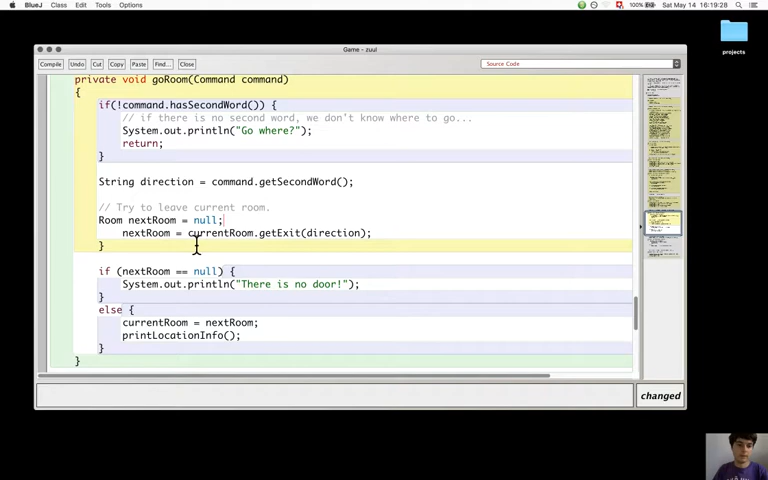 BlueJ Class Edit Tools Options
100% Sat May 14 16:19:28
projects
Game - zuul
Compile Undo Cut Copy Paste Find... Close
Source Code
private void goRoom(Command command)
{
if(!command.hasSecondWord()) {
// if there is no second word, we don't know where to go...
System.out.println("Go where?");
return;
}
String direction = command.getSecondWord();
// Try to leave current room.
Room nextRoom = null;
nextRoom = currentRoom.getExit(direction);
}
if (nextRoom == null) {
System.out.println("There is no door!");
}
else {
currentRoom = nextRoom;
printLocationInfo();
}
}
changed